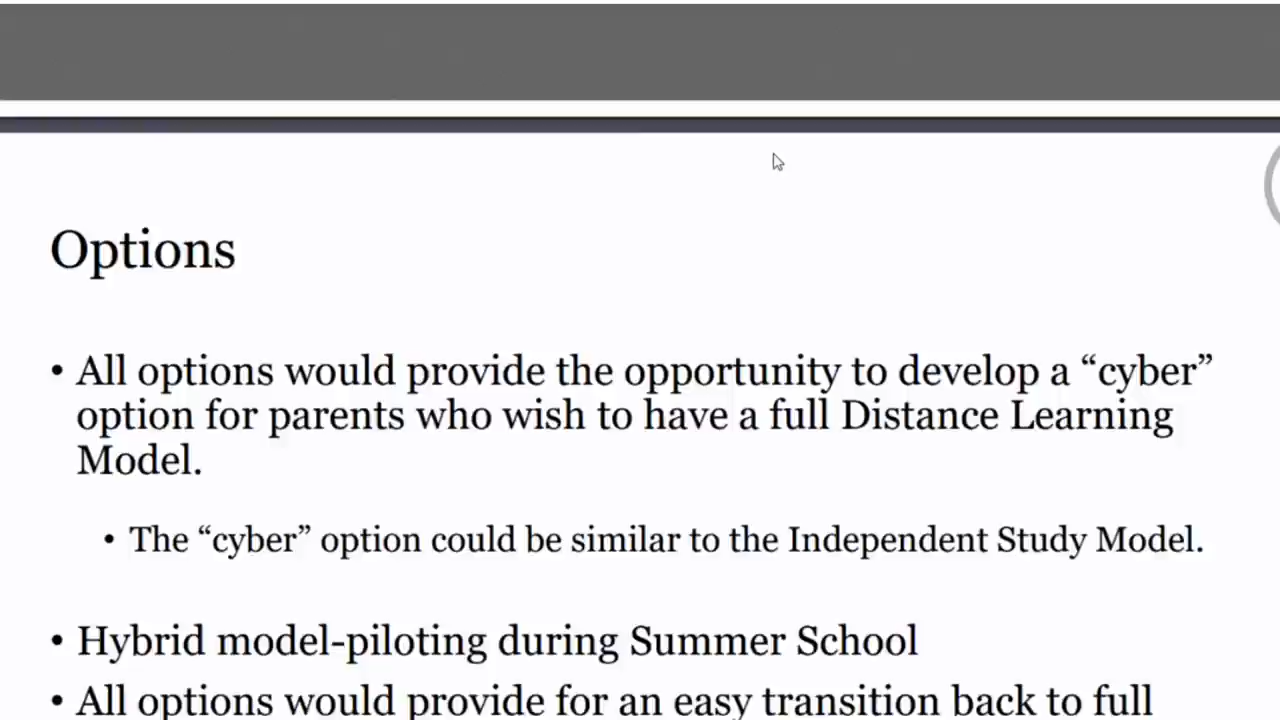 Options
• All options would provide the opportunity to develop a “cyber”
option for parents who wish to have a full Distance Learning
Model.
• The “cyber” option could be similar to the Independent Study Model.
• Hybrid model-piloting during Summer School
• All options would provide for an easy transition back to full